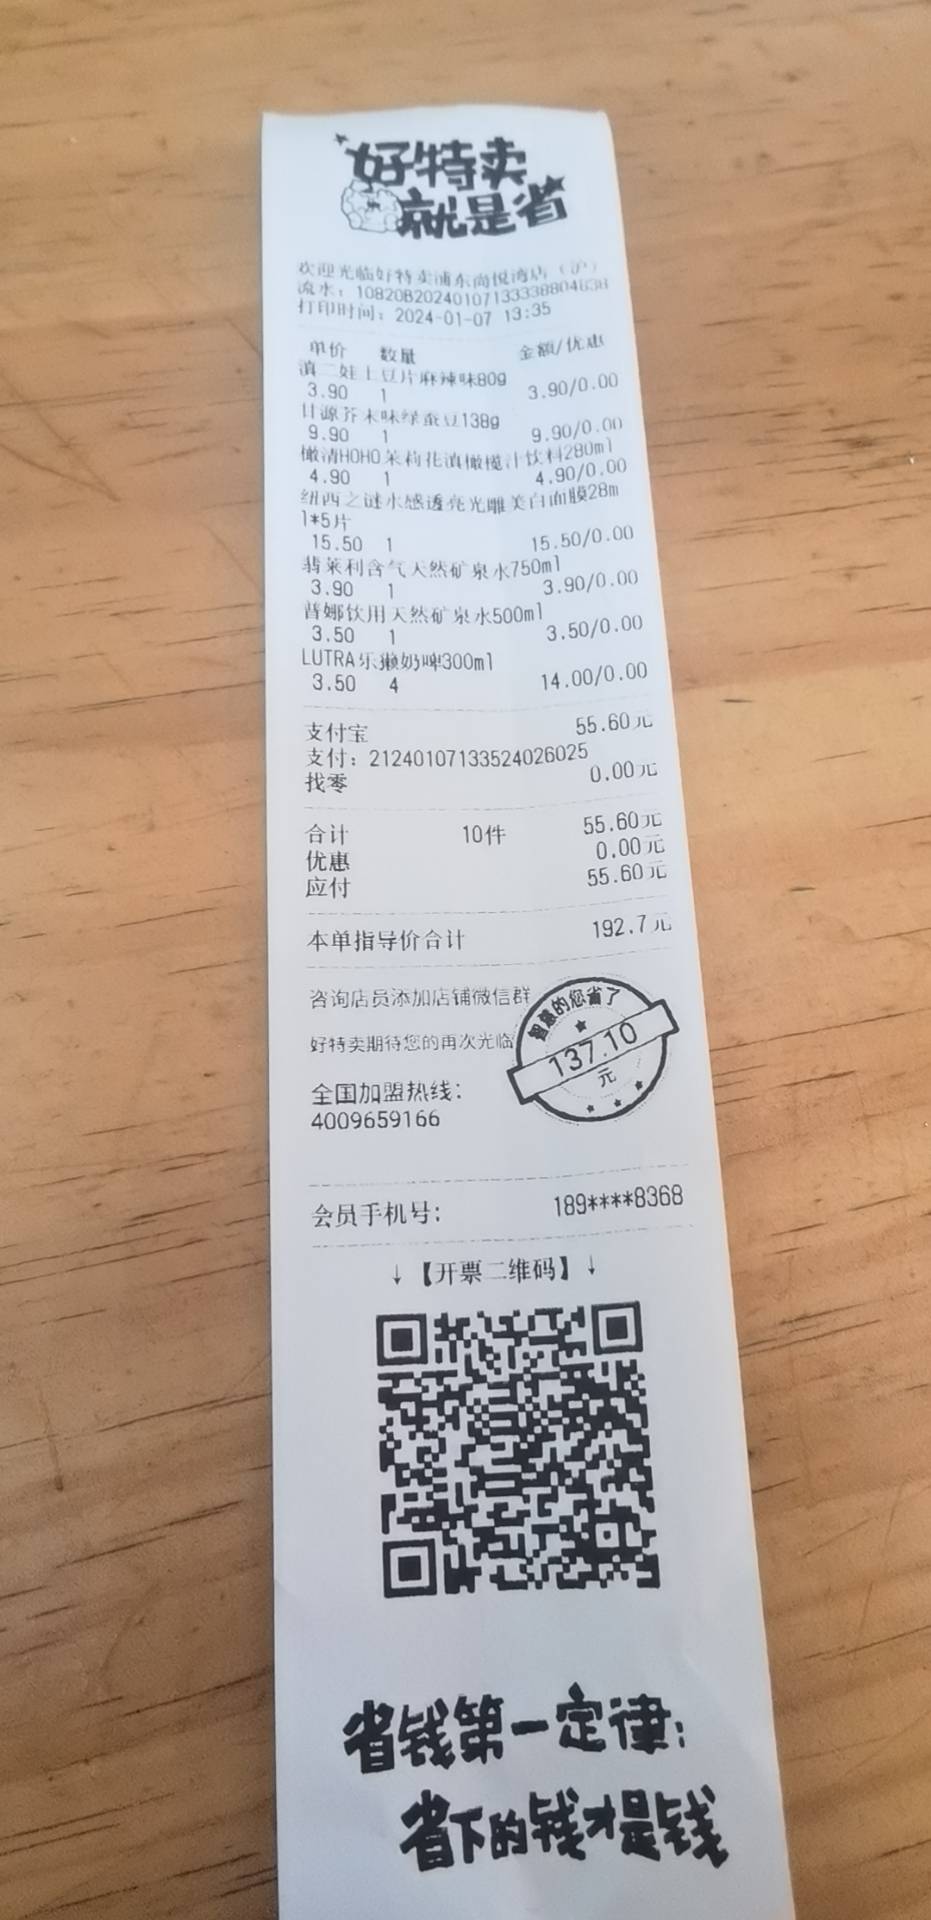 好特卖
就是省
欢迎光临好特卖浦东尚悦湾店（沪）
流水：10820B20240107133338804838
打印时间：2024-01-07 13:35
单价 数量 金额/优惠
滇二娃土豆片麻辣味80g
3.90 1 3.90/0.00
甘源芥末味绿蚕豆138g
9.90 1 9.90/0.00
橄清HOHO茉莉花滇橄榄汁饮料280ml
4.90 1 4.90/0.00
纽西之谜水感透亮光雕美白面膜28m
l*5片
15.50 1 15.50/0.00
翡莱利含气天然矿泉水750ml
3.90 1 3.90/0.00
普娜饮用天然矿泉水500ml
3.50 1 3.50/0.00
LUTRA乐獭奶啤300ml
3.50 4 14.00/0.00
支付宝 55.60元
支付：21240107133524026025
找零 0.00元
合计 10件 55.60元
优惠 0.00元
应付 55.60元
本单指导价合计 192.7元
咨询店员添加店铺微信群
好特卖期待您的再次光临
智慧的您省了
137.10
元
全国加盟热线：
4009659166
会员手机号： 189****8368
↓【开票二维码】↓
省钱第一定律：
省下的钱才是钱